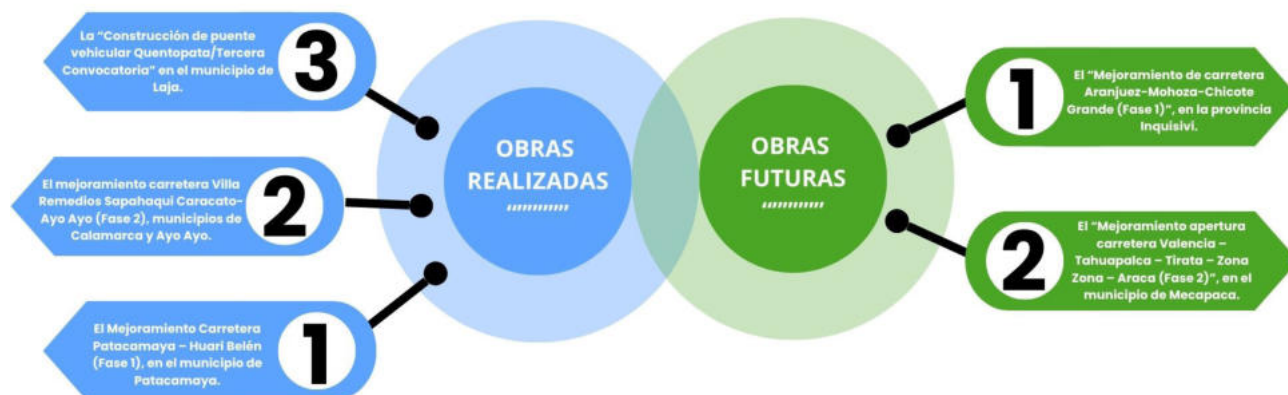 La “Construcción de puente
vehicular Quentopata/Tercera
Convocatoria” en el municipio de
Laja.
3
El mejoramiento carretera Villa
Remedios Sapahaqui Caracato-
Ayo Ayo (Fase 2), municipios de
Calamarca y Ayo Ayo.
2
El Mejoramiento Carretera
Patacamaya – Huari Belén
(Fase 1), en el municipio de
Patacamaya.
1
OBRAS
REALIZADAS
OBRAS
FUTURAS
1
El “Mejoramiento de carretera
Aranjuez-Mohoza-Chicote
Grande (Fase 1)”, en la provincia
Inquisivi.
2
El “Mejoramiento apertura
carretera Valencia –
Tahuapalca – Tirata – Zona
Zona – Araca (Fase 2)”, en el
municipio de Mecapaca.